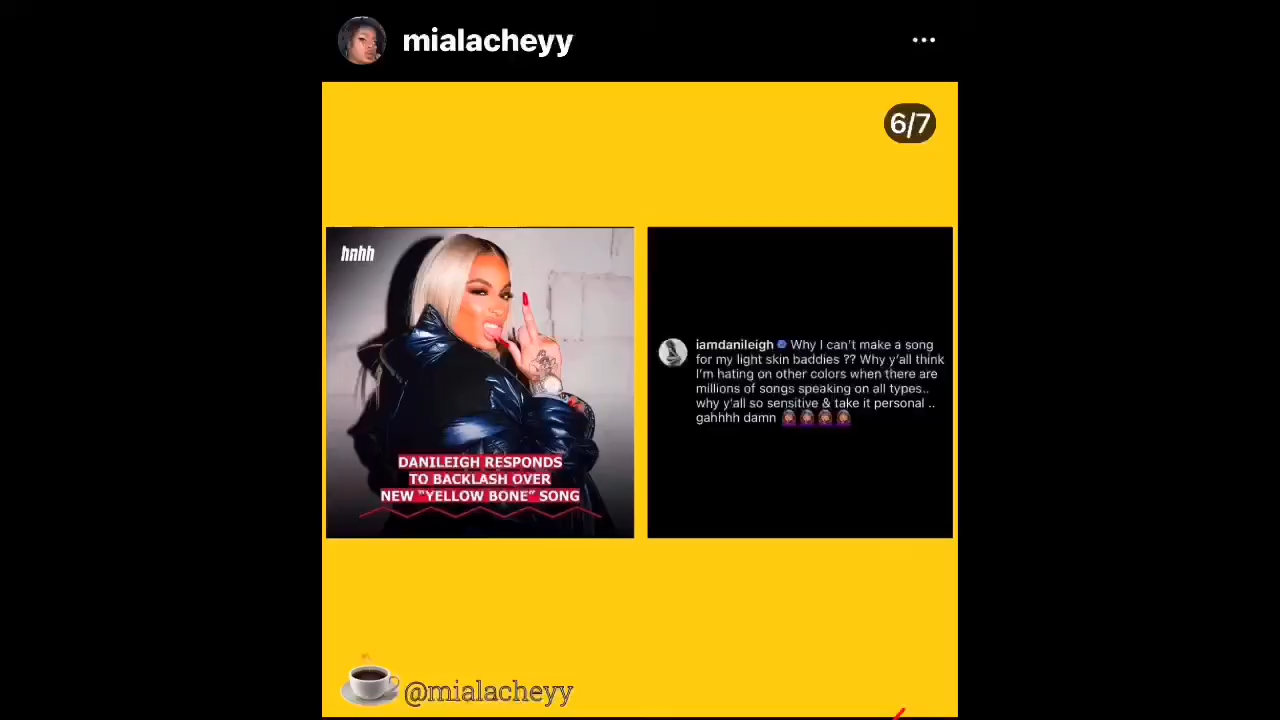 mialacheyy
6/7
hnhh
DANILEIGH RESPONDS
TO BACKLASH OVER
NEW "YELLOW BONE" SONG
iamdanileigh Why I can't make a song
for my light skin baddies ?? Why y'all think
I'm hating on other colors when there are
millions of songs speaking on all types..
why y'all so sensitive & take it personal ..
gahhhh damn
@mialacheyy